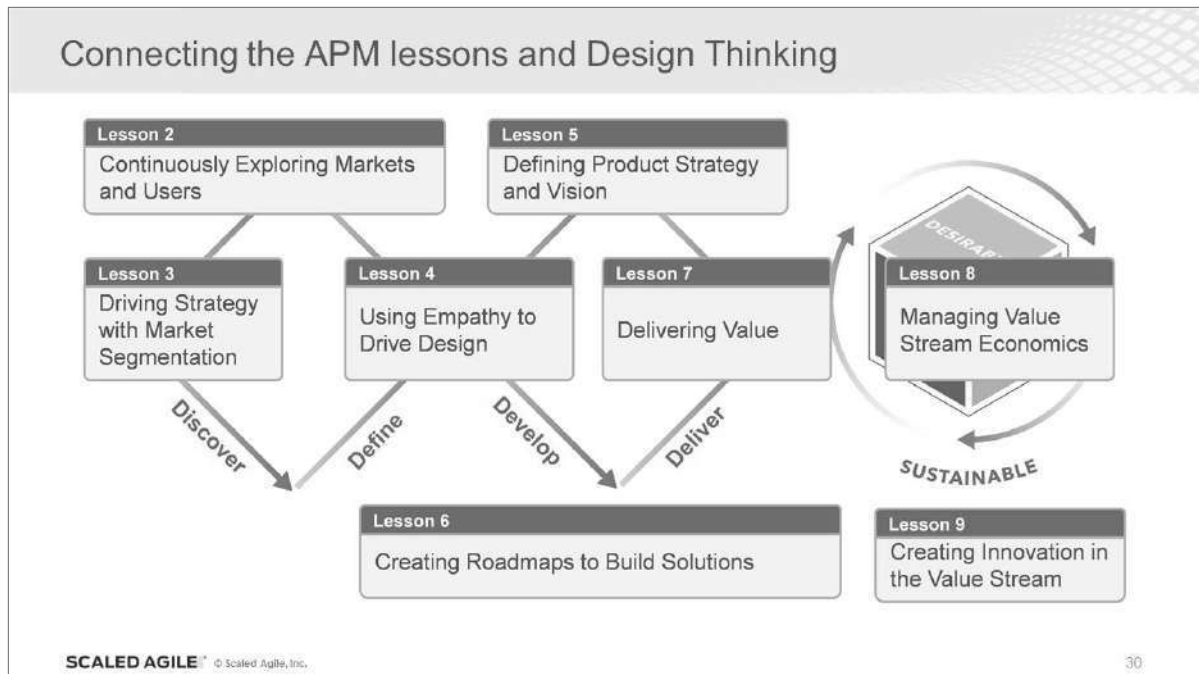 Connecting the APM lessons and Design Thinking
Lesson 2
Continuously Exploring Markets
and Users
Lesson 5
Defining Product Strategy
and Vision
Lesson 3
Driving Strategy
with Market
Segmentation
Lesson 4
Using Empathy to
Drive Design
Lesson 7
Delivering Value
DESIRAB
Lesson 8
Managing Value
Stream Economics
Discover
Define
Develop
Deliver
SUSTAINABLE
Lesson 6
Creating Roadmaps to Build Solutions
Lesson 9
Creating Innovation in
the Value Stream
SCALED AGILE © Scaled Agile, Inc.
30